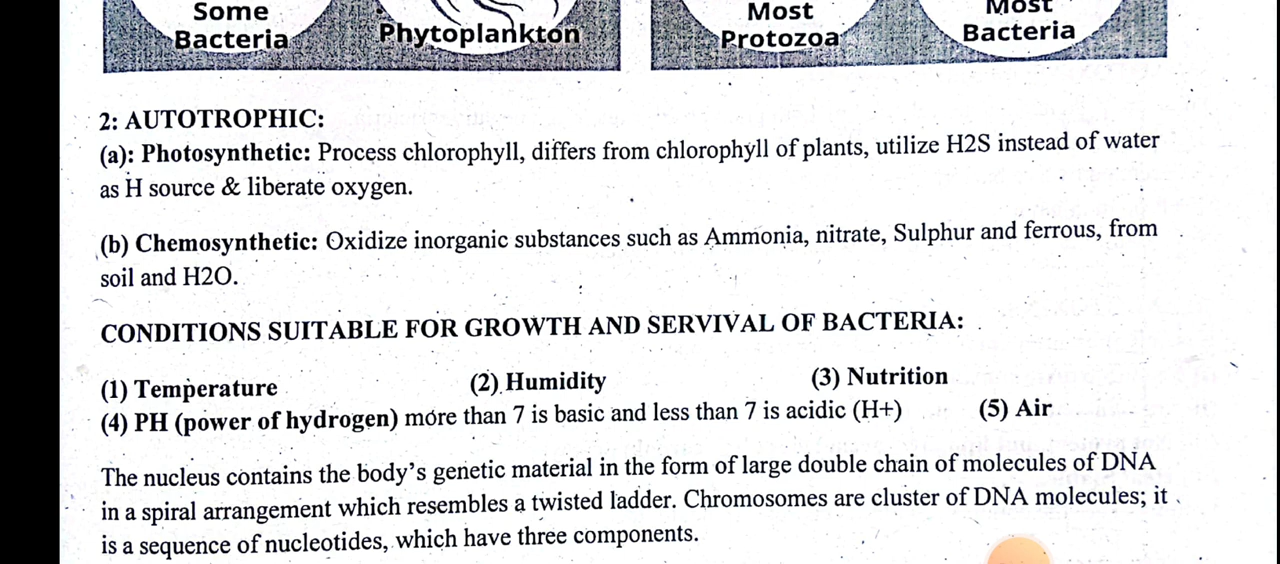 Some
Bacteria
Phytoplankton
Most
Protozoa
Most
Bacteria
2: AUTOTROPHIC:
(a): Photosynthetic: Process chlorophyll, differs from chlorophyll of plants, utilize H2S instead of water
as H source & liberate oxygen.
(b) Chemosynthetic: Oxidize inorganic substances such as Ammonia, nitrate, Sulphur and ferrous, from
soil and H2O.
CONDITIONS SUITABLE FOR GROWTH AND SERVIVAL OF BACTERIA:
(1) Temperature (2) Humidity (3) Nutrition
(4) PH (power of hydrogen) more than 7 is basic and less than 7 is acidic (H+) (5) Air
The nucleus contains the body's genetic material in the form of large double chain of molecules of DNA
in a spiral arrangement which resembles a twisted ladder. Chromosomes are cluster of DNA molecules; it
is a sequence of nucleotides, which have three components.